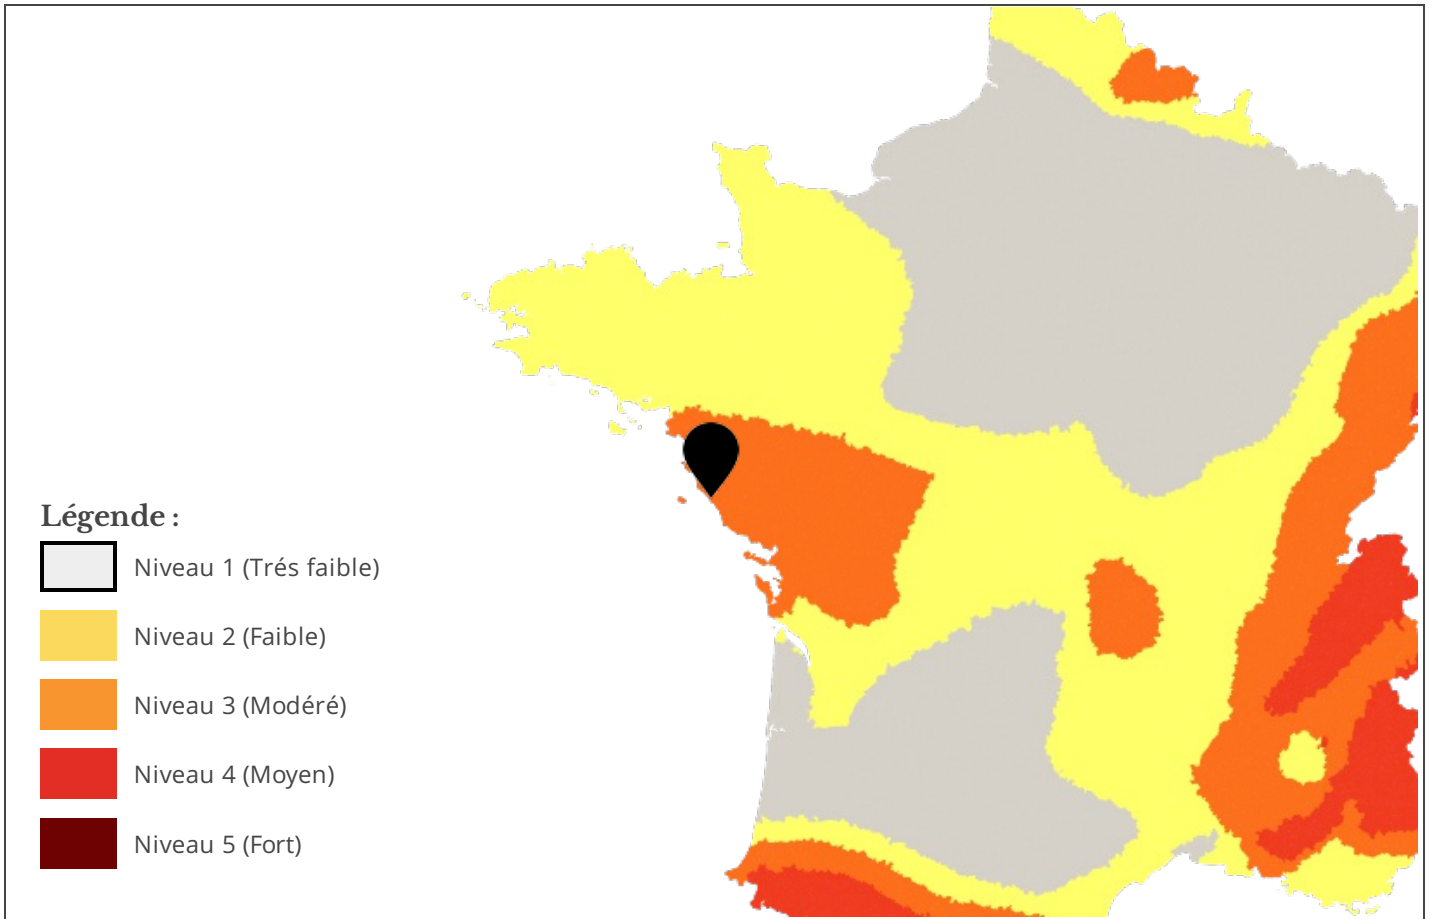 Légende :
Niveau 1 (Trés faible)
Niveau 2 (Faible)
Niveau 3 (Modéré)
Niveau 4 (Moyen)
Niveau 5 (Fort)